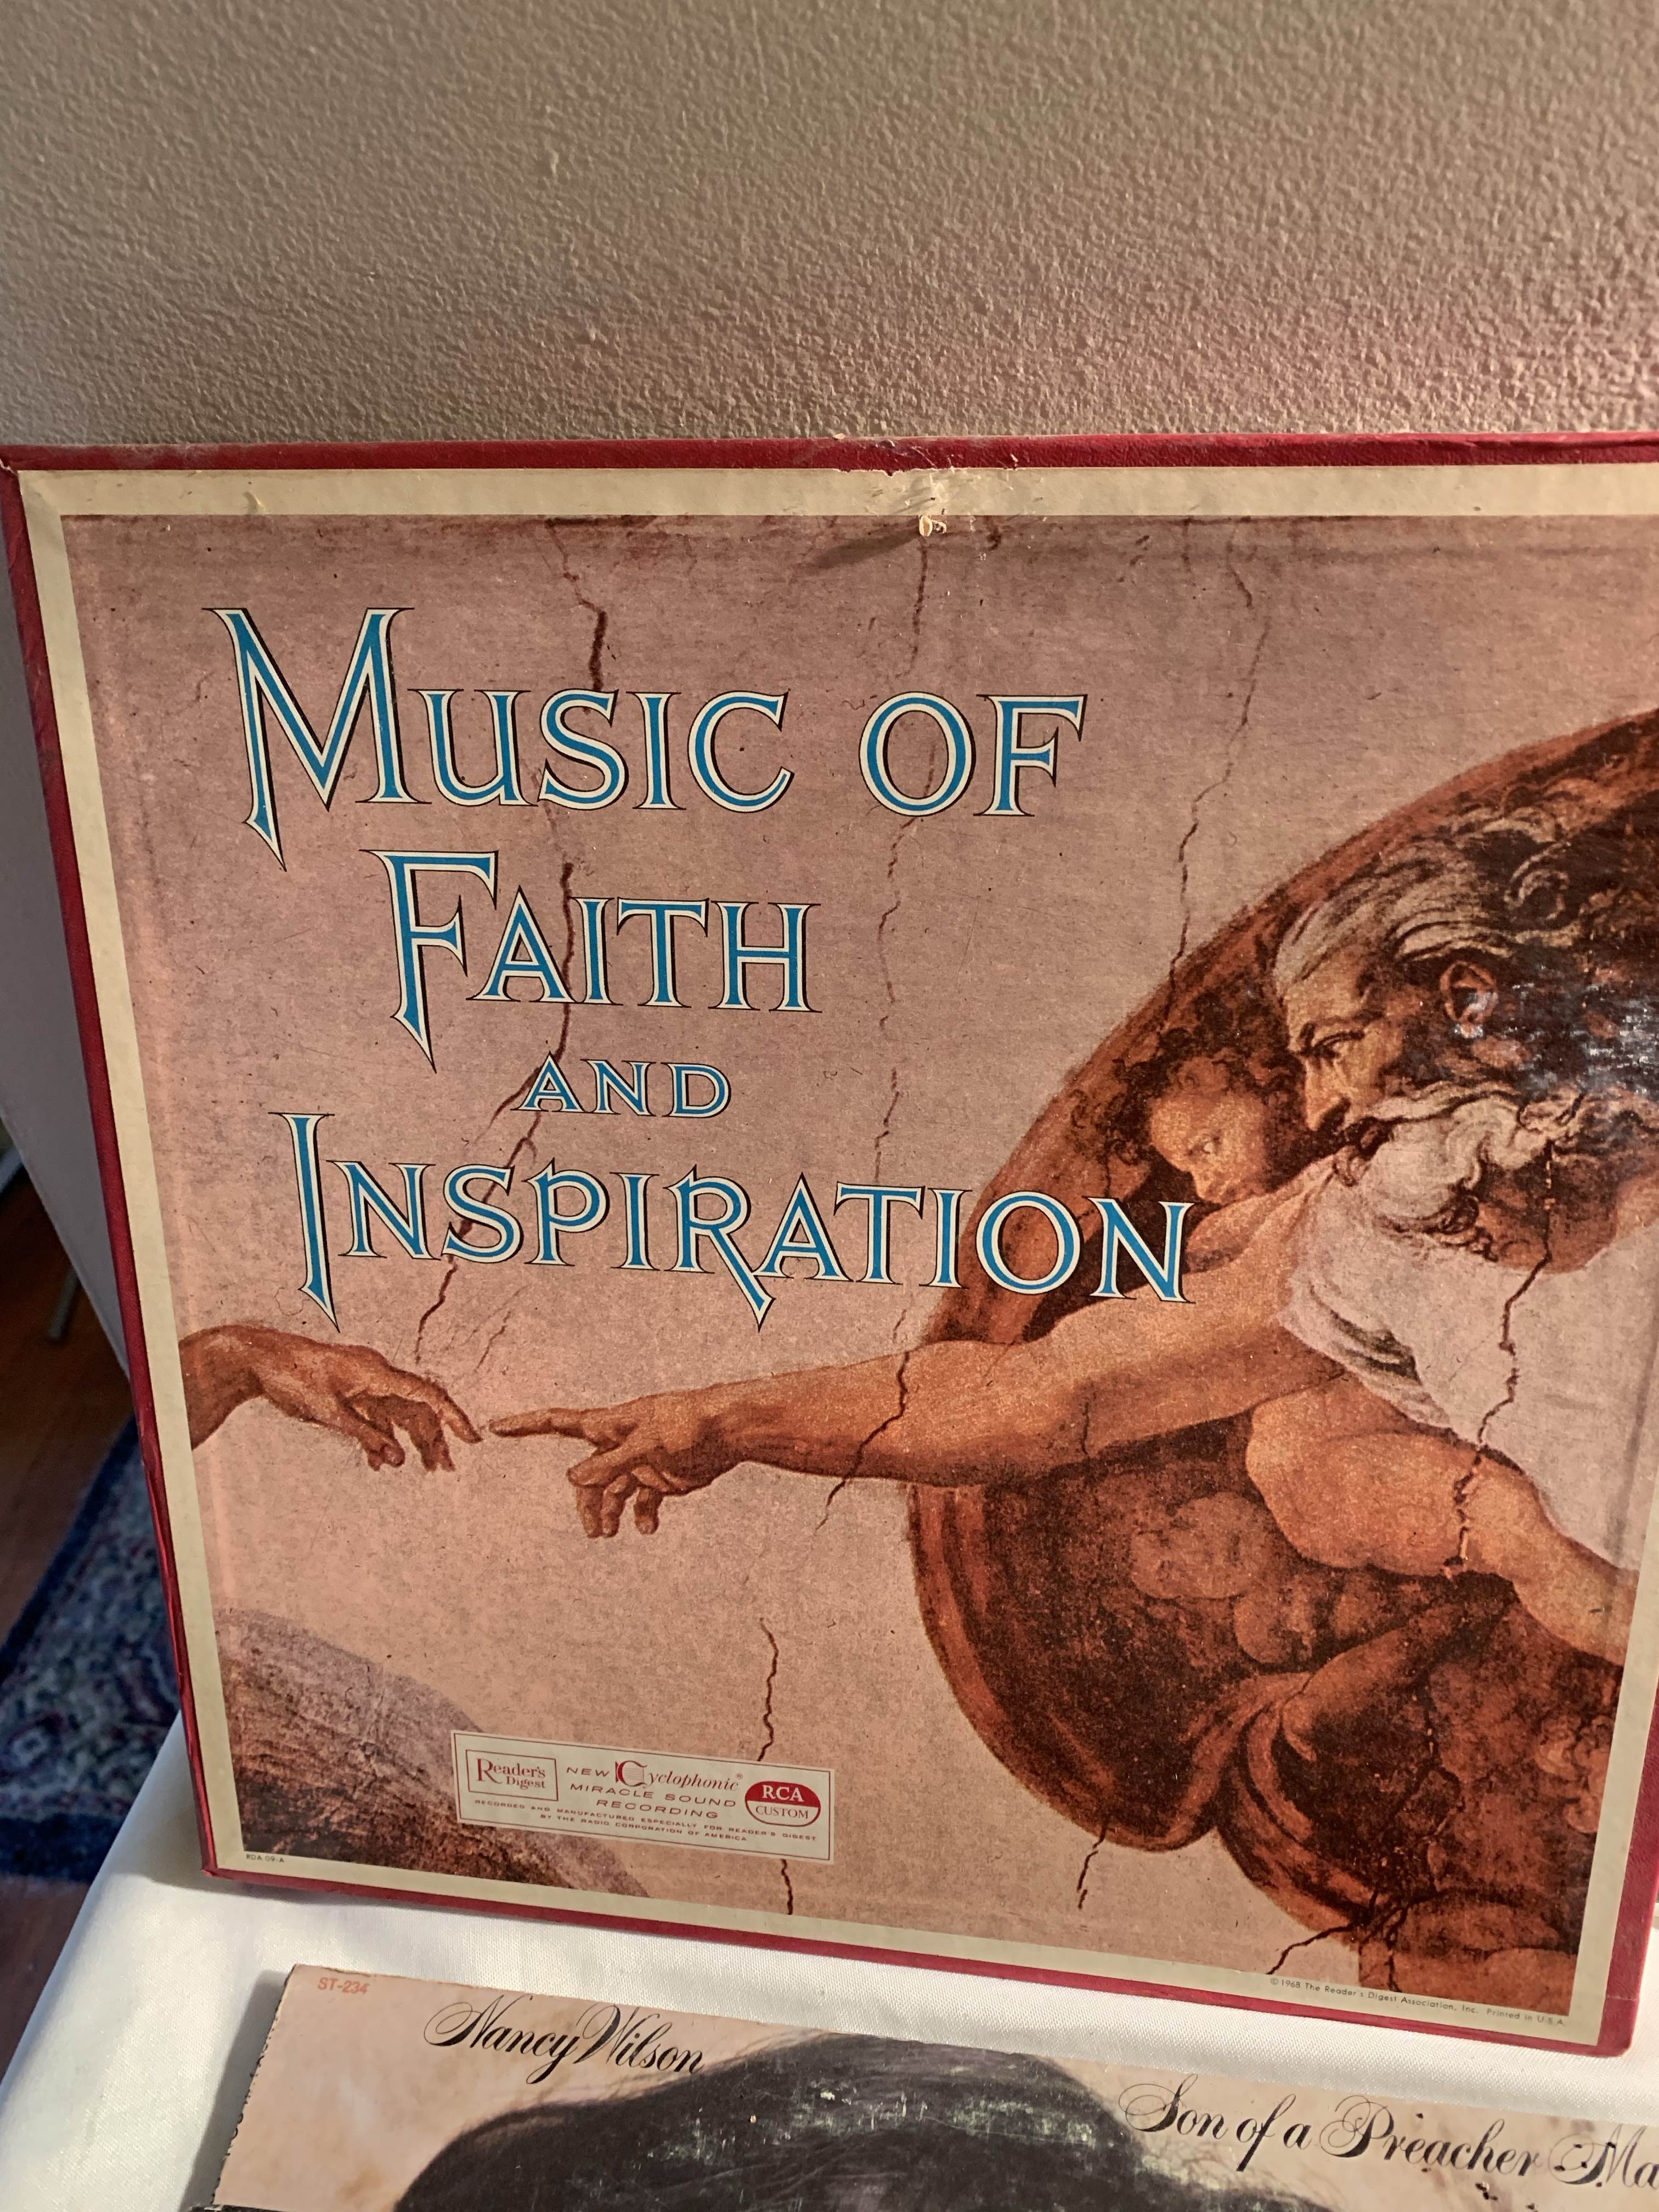 MUSIC OF
FAITH
AND
INSPIRATION
Reader's
Digest
NEW Cyclophonic®
MIRACLE SOUND
RECORDING
RCA
CUSTOM
RECORDED AND MANUFACTURED ESPECIALLY FOR READER'S DIGEST
BY THE RADIO CORPORATION OF AMERICA
RDA 09-A
© 1968 The Reader's Digest Association, Inc. Printed in U.S.A.
ST-234
Nancy Wilson
Son of a Preacher Ma